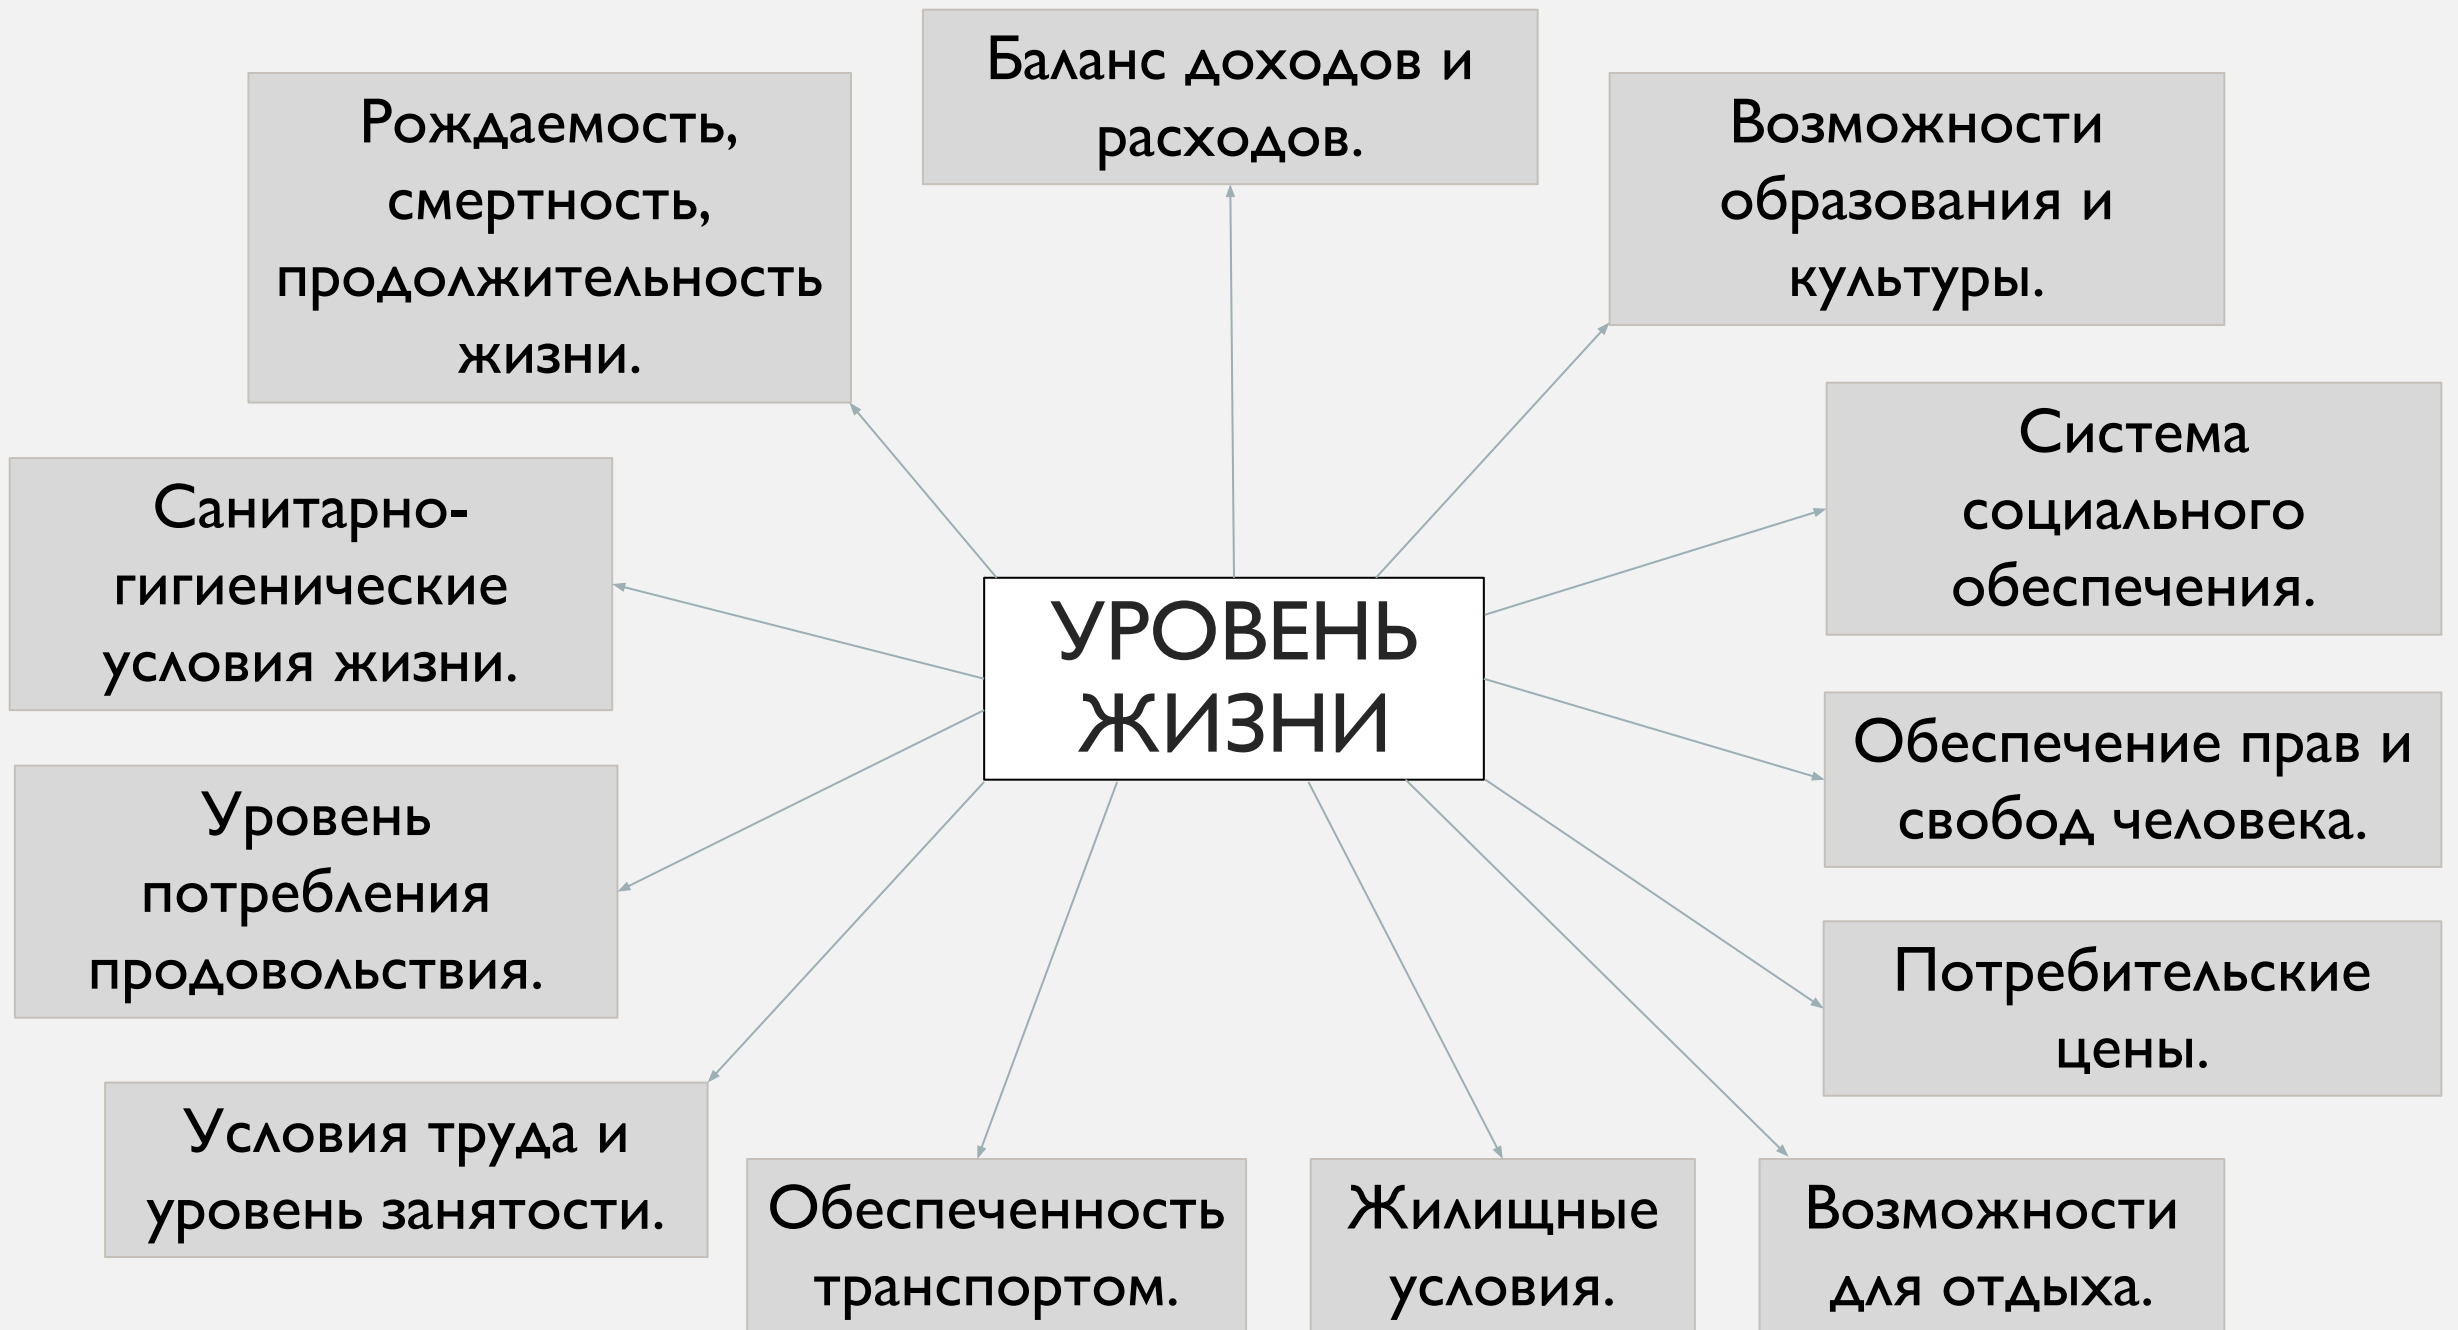 Баланс доходов и
расходов.
Рождаемость,
смертность,
продолжительность
жизни.
Возможности
образования и
культуры.
Система
социального
обеспечения.
Санитарно-
гигиенические
условия жизни.
УРОВЕНЬ
ЖИЗНИ
Обеспечение прав и
свобод человека.
Уровень
потребления
продовольствия.
Потребительские
цены.
Условия труда и
уровень занятости.
Обеспеченность
транспортом.
Жилищные
условия.
Возможности
для отдыха.